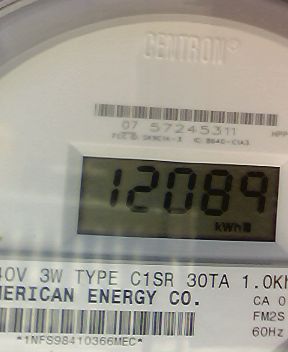 CENTRON®
07 57245311
12089
kWh
40V 3W TYPE C1SR 30TA 1.0Kh
MERICAN ENERGY CO.
CA 0
FM2S
60Hz
*1NFS98410366MEC*